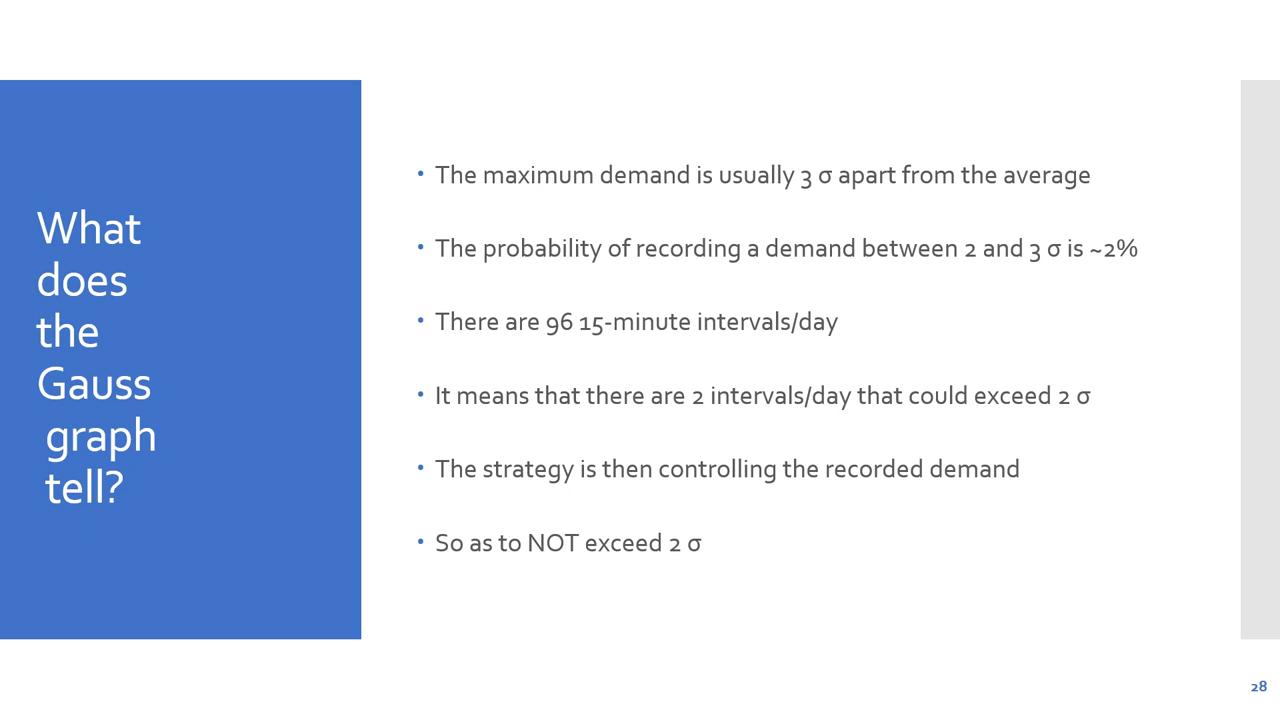 What
does
the
Gauss
graph
tell?
• The maximum demand is usually 3 σ apart from the average
• The probability of recording a demand between 2 and 3 σ is ~2%
• There are 96 15-minute intervals/day
• It means that there are 2 intervals/day that could exceed 2 σ
• The strategy is then controlling the recorded demand
• So as to NOT exceed 2 σ
28